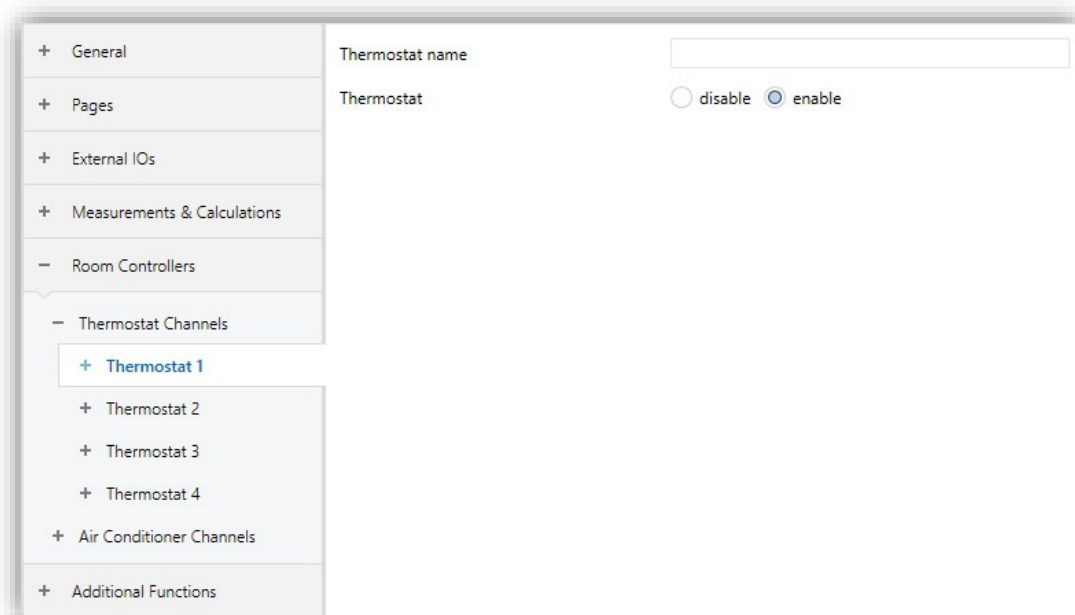 General
Pages
External IOs
Measurements & Calculations
Room Controllers
Thermostat Channels
Thermostat 1
Thermostat 2
Thermostat 3
Thermostat 4
Air Conditioner Channels
Additional Functions
Thermostat name
Thermostat disable enable